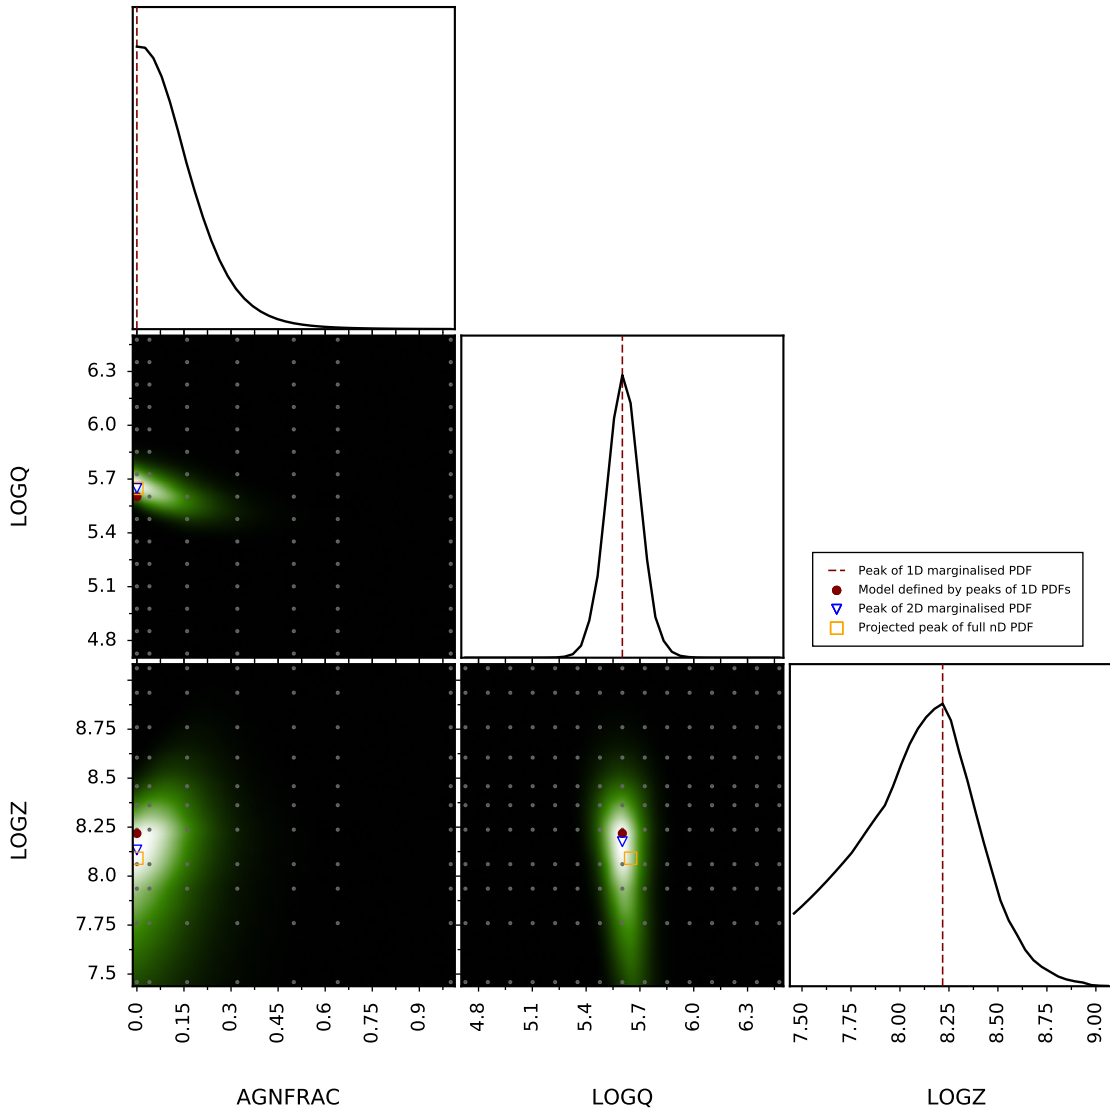 6.3
6.0
5.7
5.4
5.1
4.8
LOGQ
Peak of 1D marginalised PDF
Model defined by peaks of 1D PDFs
Peak of 2D marginalised PDF
Projected peak of full nD PDF
8.75
8.5
8.25
8.0
7.75
7.5
LOGZ
0.0 0.15 0.3 0.45 0.6 0.75 0.9
4.8 5.1 5.4 5.7 6.0 6.3
7.50 7.75 8.00 8.25 8.50 8.75 9.00
AGNFRAC LOGQ LOGZ